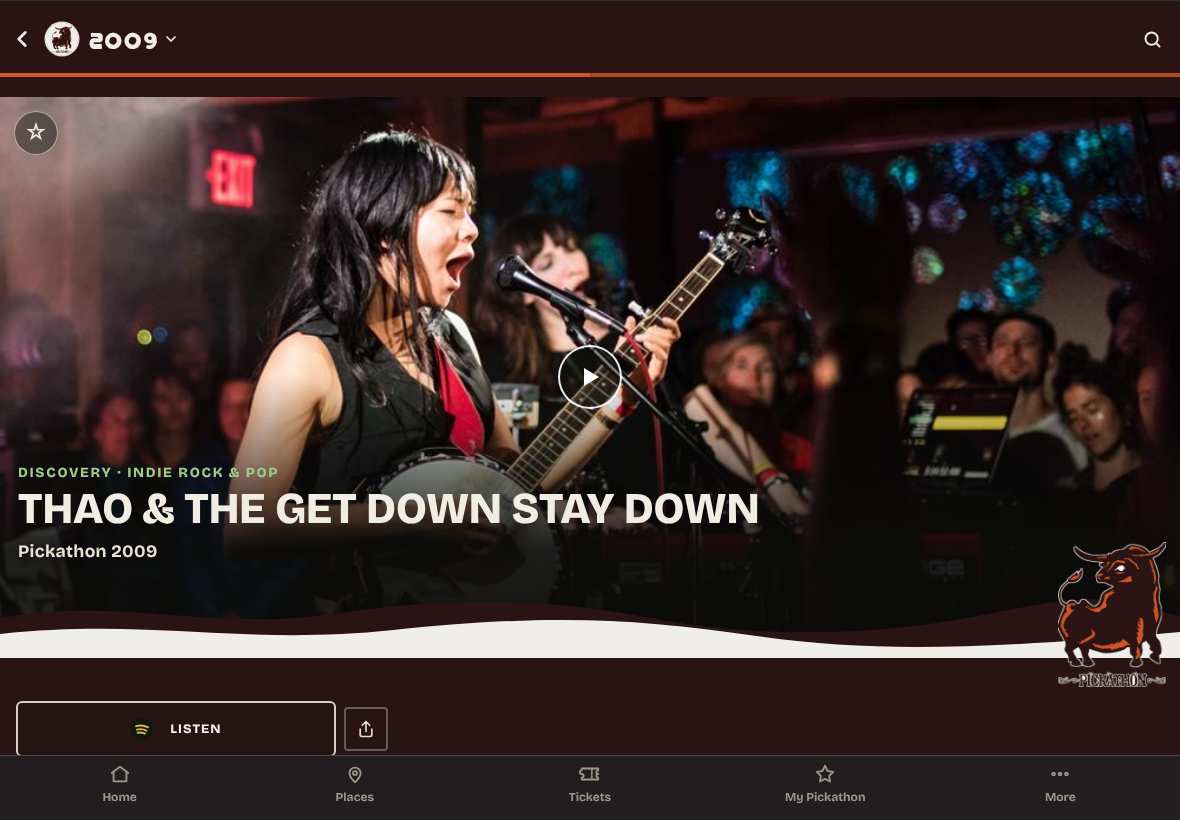 2009
EXIT
DISCOVERY · INDIE ROCK & POP
THAO & THE GET DOWN STAY DOWN
Pickathon 2009
PICKATHON
LISTEN
Home
Places
Tickets
My Pickathon
More